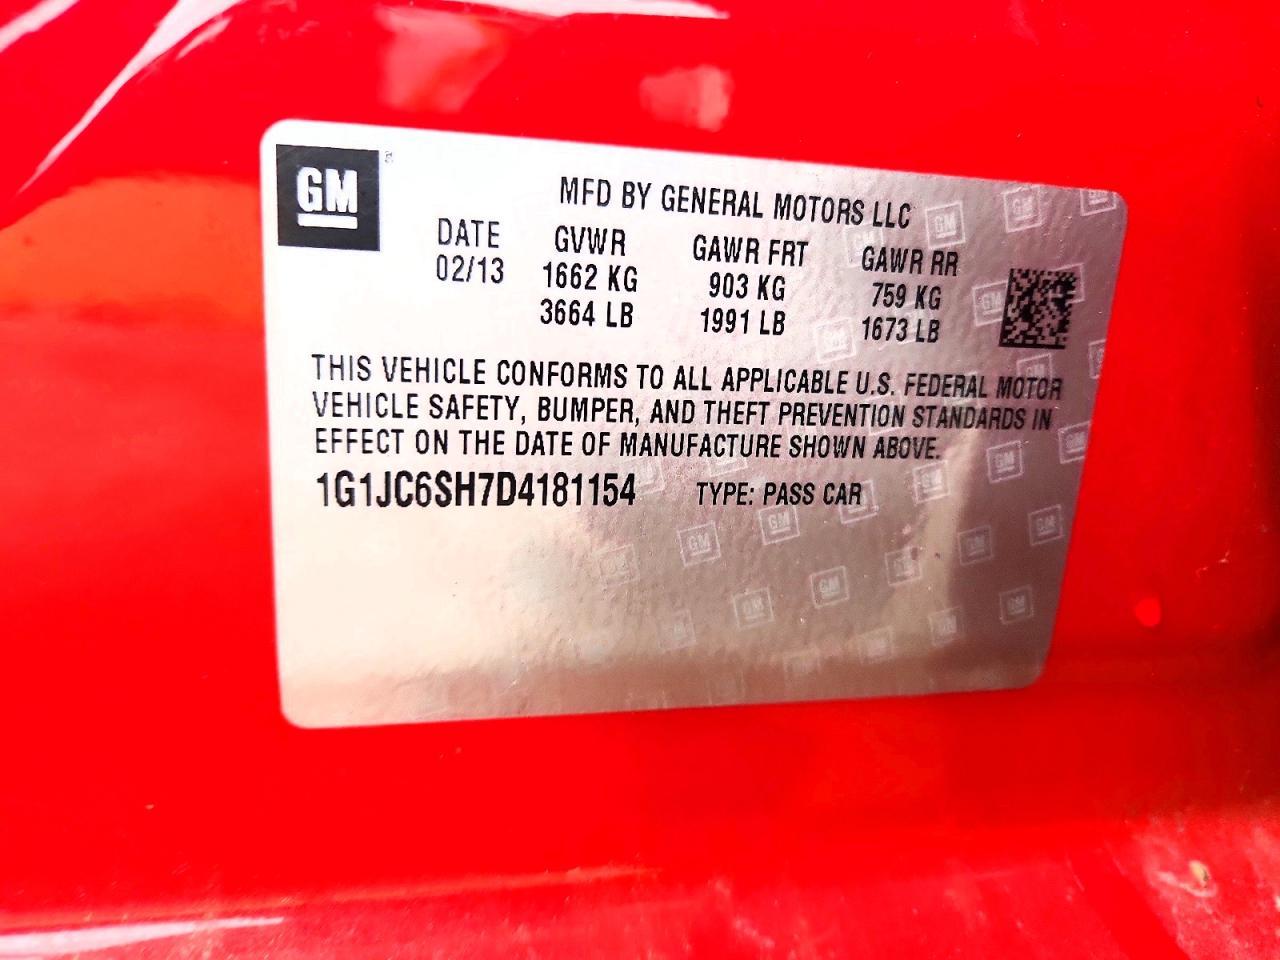 GM
MFD BY GENERAL MOTORS LLC
DATE GVWR GAWR FRT GAWR RR
02/13 1662 KG 903 KG 759 KG
3664 LB 1991 LB 1673 LB
THIS VEHICLE CONFORMS TO ALL APPLICABLE U.S. FEDERAL MOTOR
VEHICLE SAFETY, BUMPER, AND THEFT PREVENTION STANDARDS IN
EFFECT ON THE DATE OF MANUFACTURE SHOWN ABOVE.
1G1JC6SH7D4181154 TYPE: PASS CAR